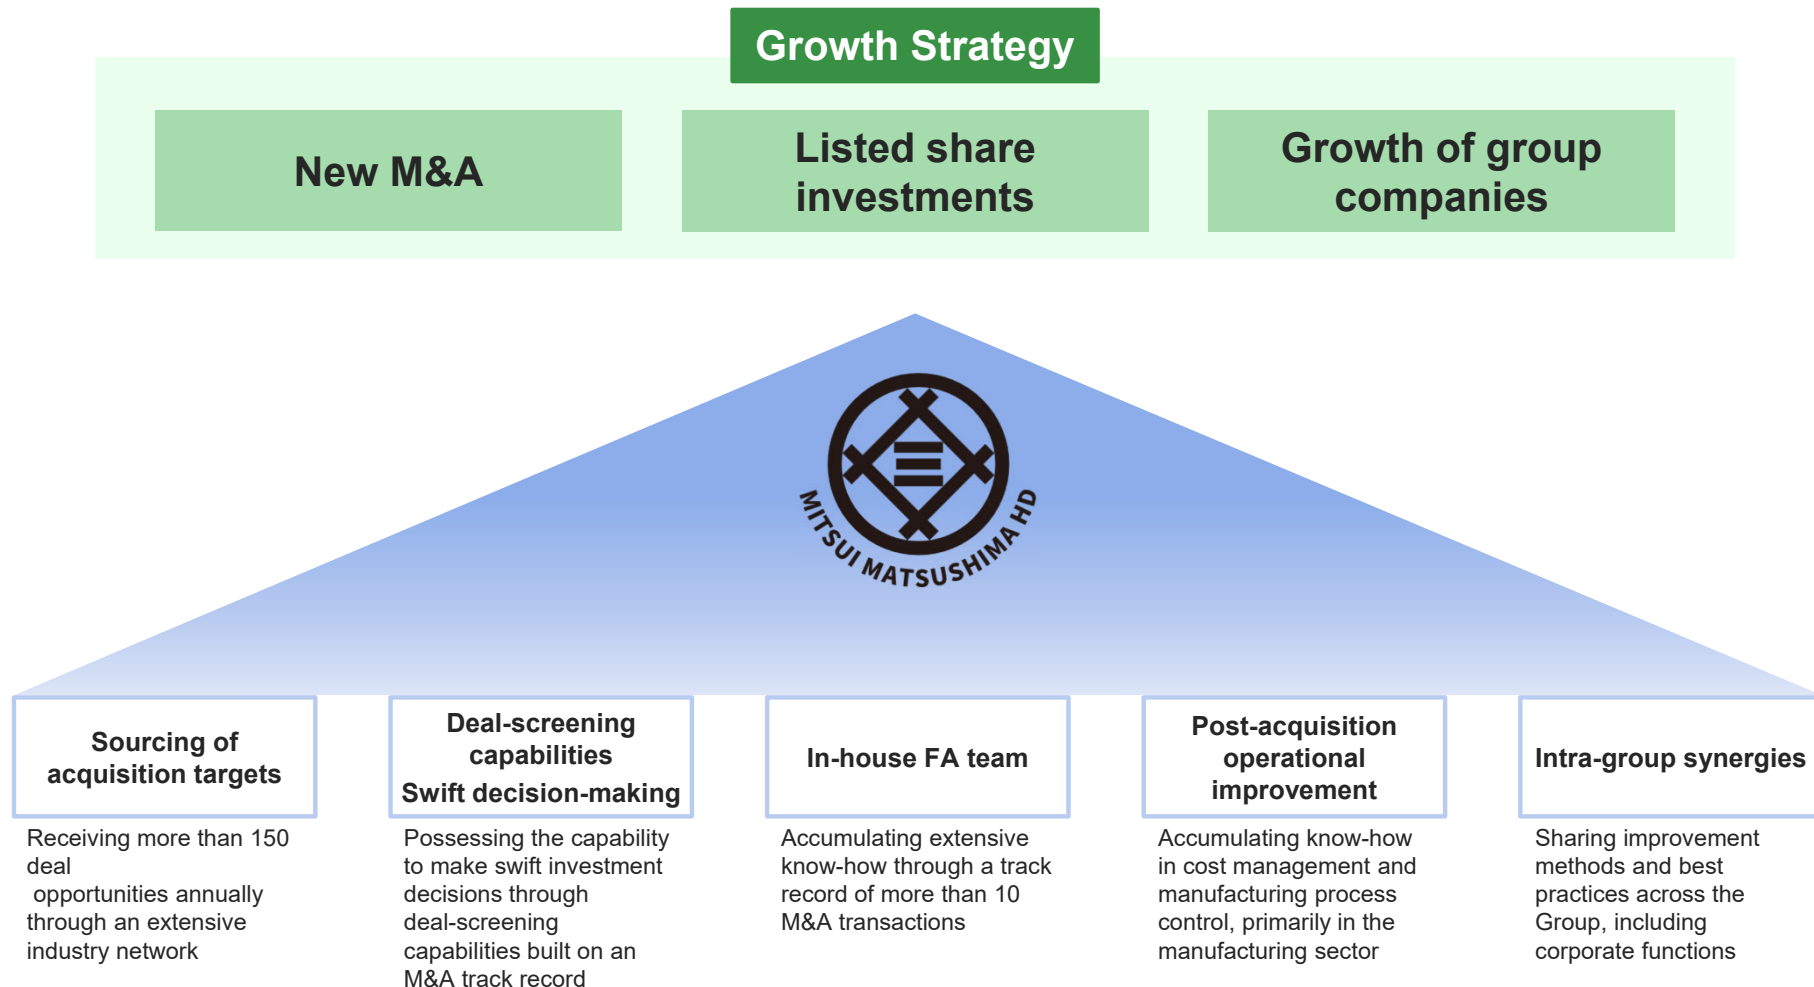 Growth Strategy
New M&A
Listed share
investments
Growth of group
companies
MITSUI MATSUSHIMA HD
Sourcing of
acquisition targets
Receiving more than 150
deal
opportunities annually
through an extensive
industry network
Deal-screening
capabilities
Swift decision-making
Possessing the capability
to make swift investment
decisions through
deal-screening
capabilities built on an
M&A track record
In-house FA team
Accumulating extensive
know-how through a track
record of more than 10
M&A transactions
Post-acquisition
operational
improvement
Accumulating know-how
in cost management and
manufacturing process
control, primarily in the
manufacturing sector
Intra-group synergies
Sharing improvement
methods and best
practices across the
Group, including
corporate functions